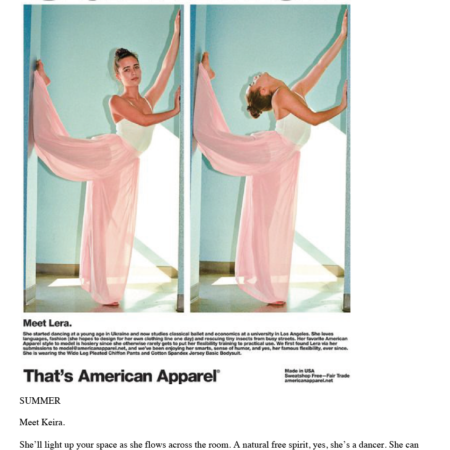 Meet Lera.
She started dancing at a young age in Ukraine and now studies classical ballet and economics at a university in Los Angeles. She loves
languages, fashion (she hopes to design for her own clothing line one day) and rescuing tiny insects from busy streets. Her favorite American
Apparel style to model is hosiery since she otherwise rarely gets to put her flexibility training to practical use. We first found Lera via her
submissions to model@americanapparel.net, and we've been enjoying her smarts, sense of humor, and yes, her famous flexibility, ever since.
She is wearing the Wide Leg Pleated Chiffon Pants and Cotton Spandex Jersey Basic Bodysuit.
That's American Apparel®
Made in USA
Sweatshop Free—Fair Trade
americanapparel.net
SUMMER
Meet Keira.
She'll light up your space as she flows across the room. A natural free spirit, yes, she's a dancer. She can